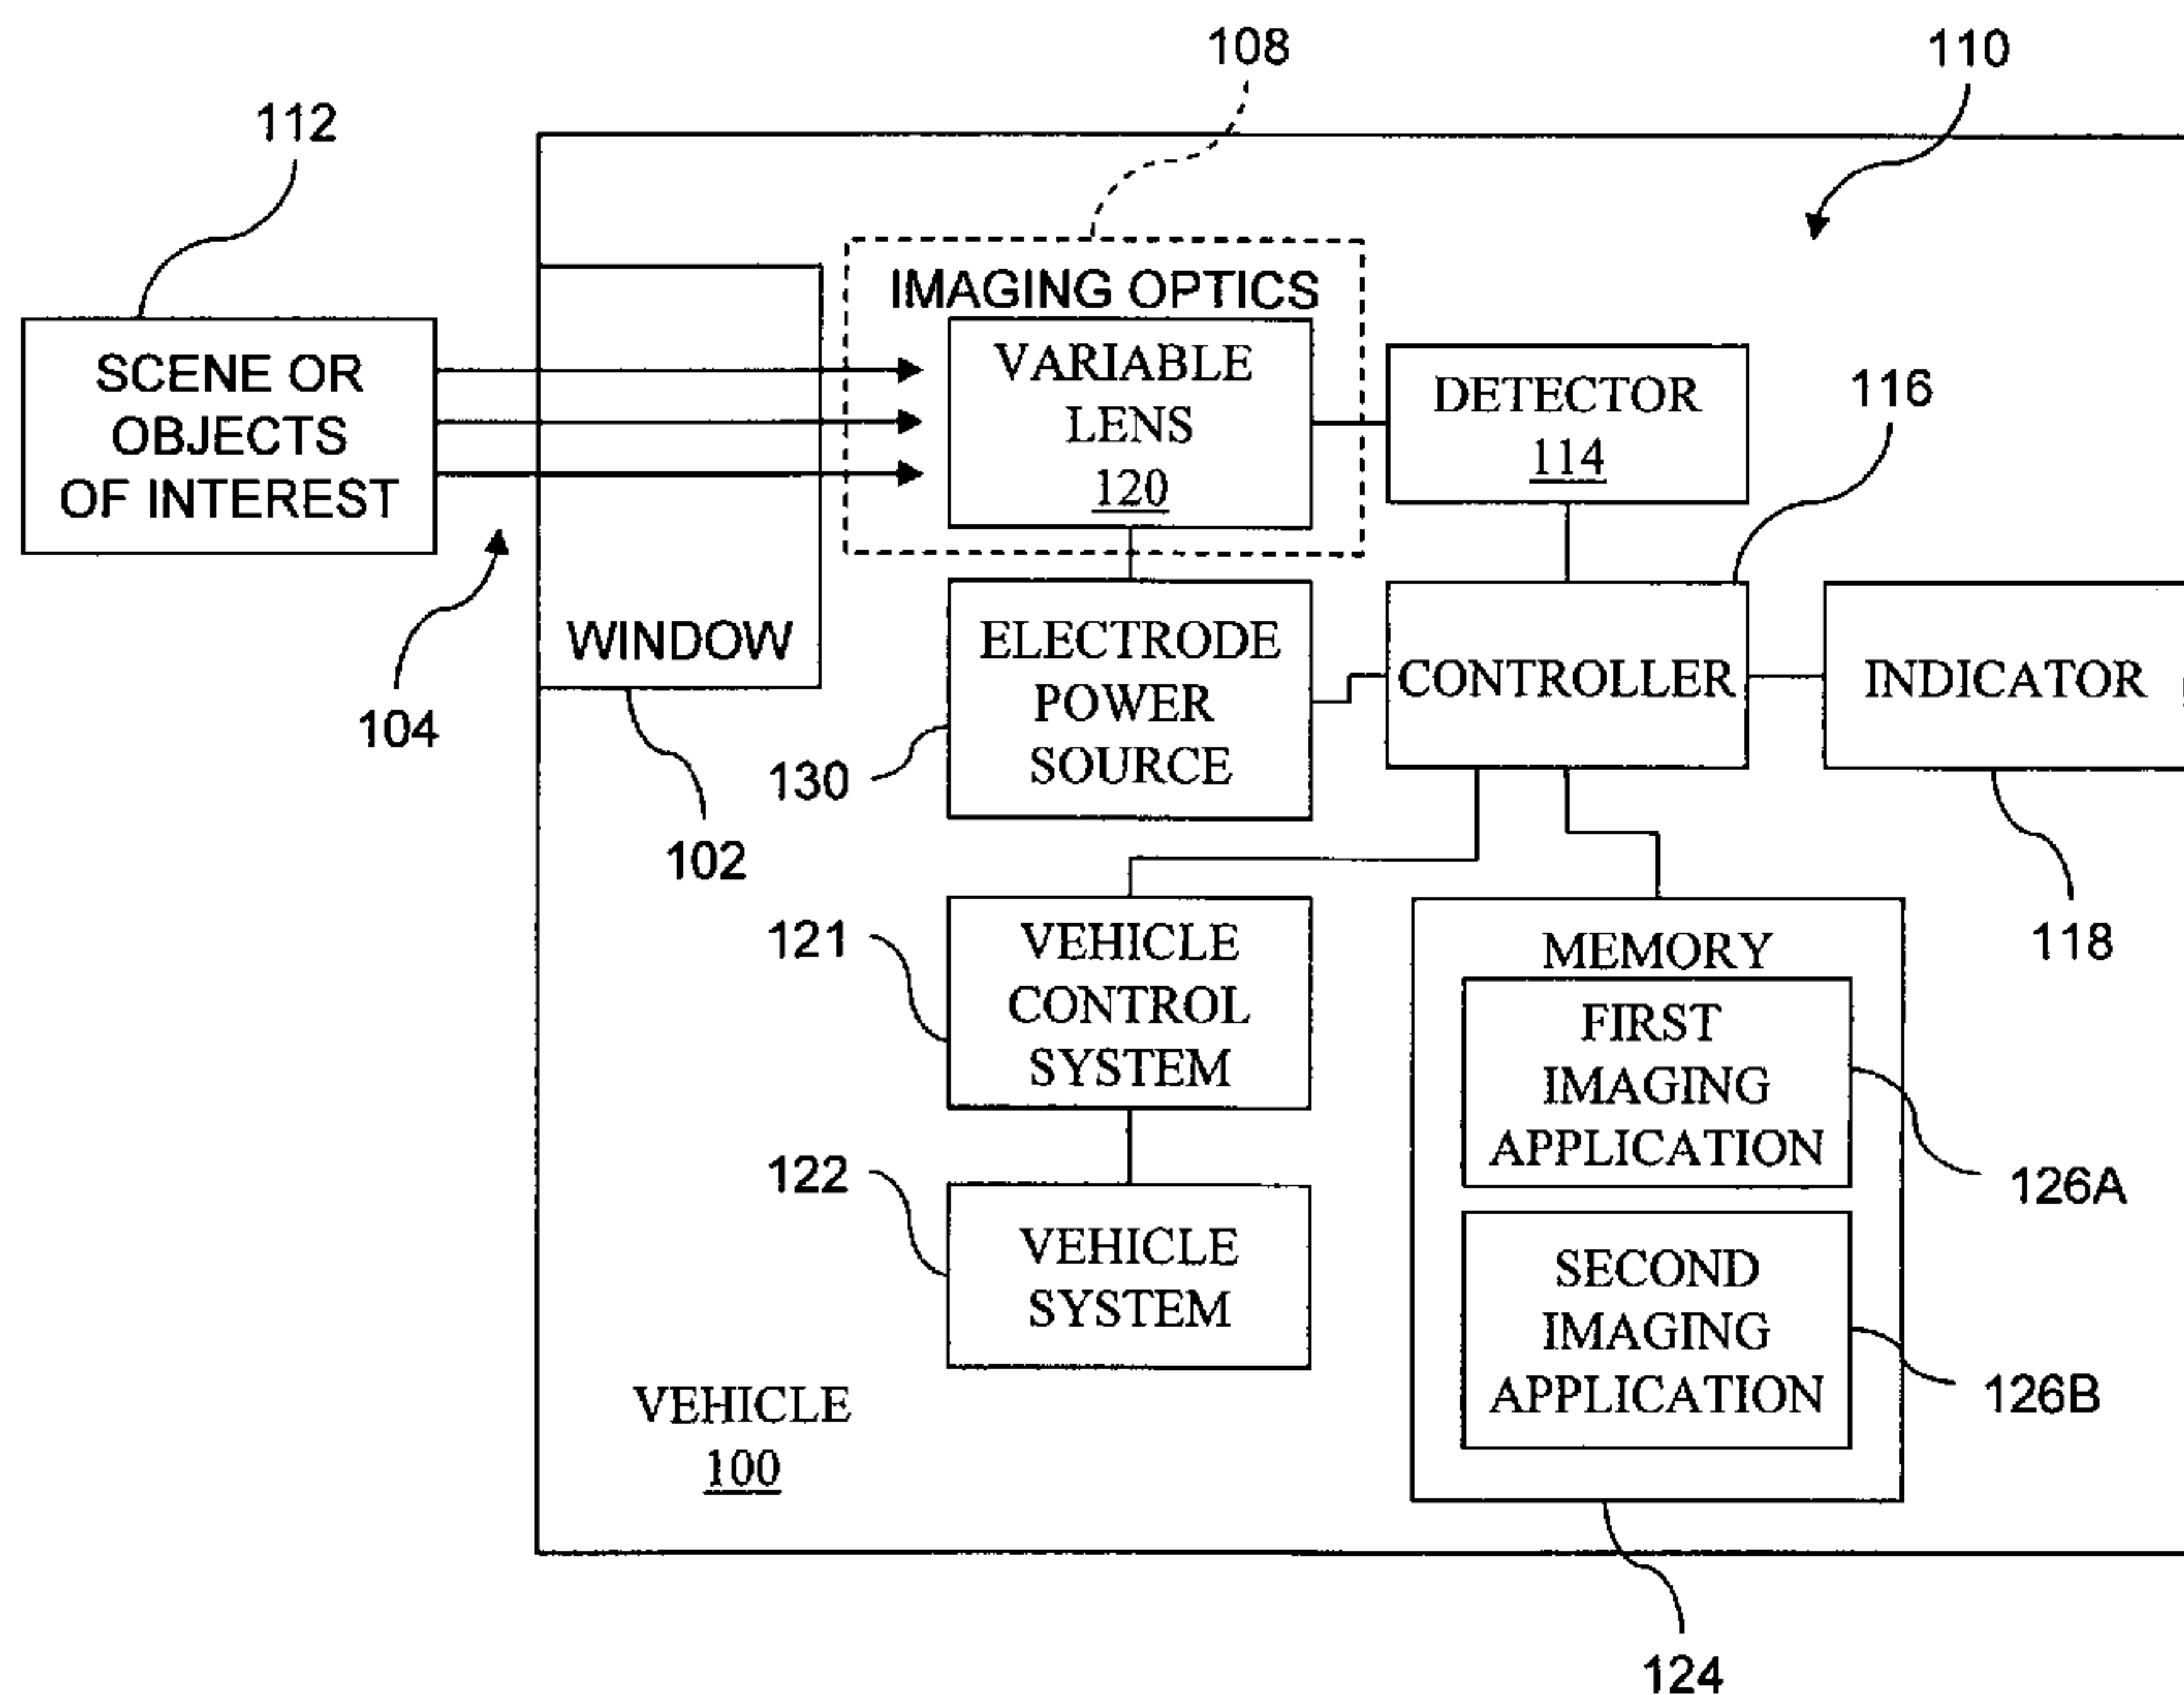 108
110
112
IMAGING OPTICS
SCENE OR
OBJECTS
OF INTEREST
VARIABLE
LENS
120
DETECTOR
114
116
104
WINDOW
102
ELECTRODE
POWER
SOURCE
130
CONTROLLER
INDICATOR
118
121
VEHICLE
CONTROL
SYSTEM
122
VEHICLE
SYSTEM
MEMORY
FIRST
IMAGING
APPLICATION
126A
SECOND
IMAGING
APPLICATION
126B
VEHICLE
100
124